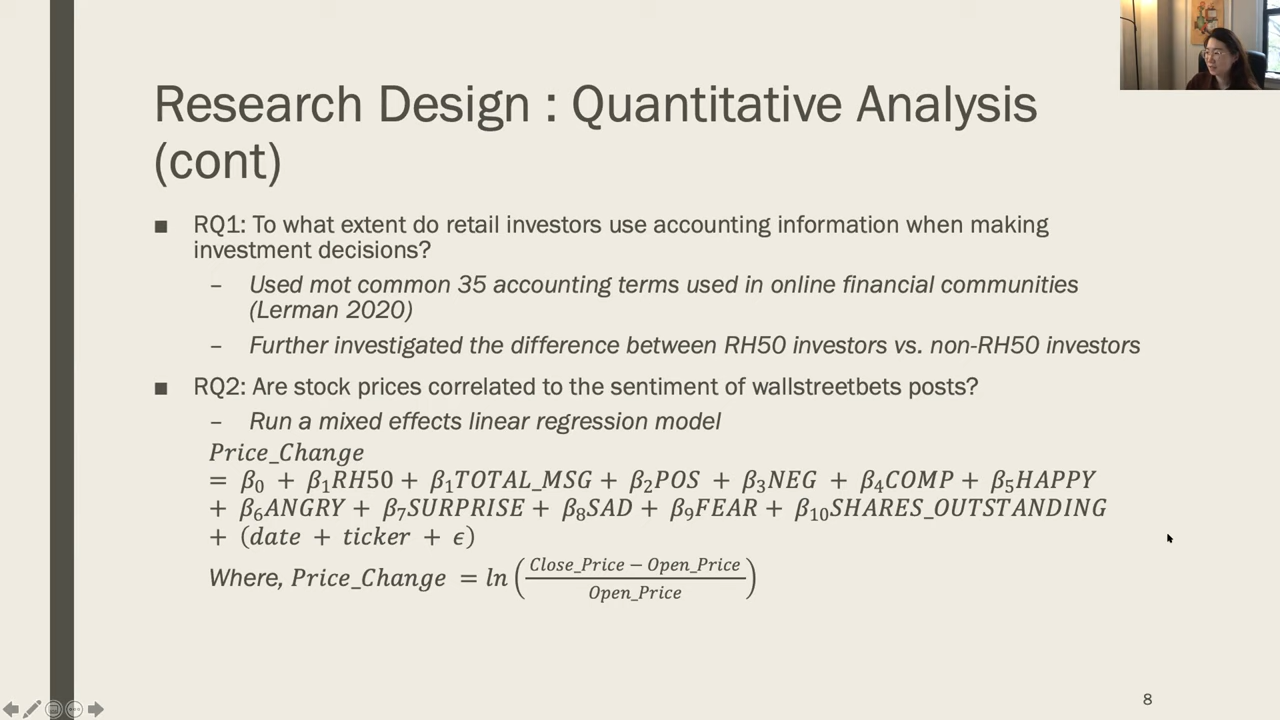 Research Design : Quantitative Analysis
(cont)
■ RQ1: To what extent do retail investors use accounting information when making
investment decisions?
– Used mot common 35 accounting terms used in online financial communities
(Lerman 2020)
– Further investigated the difference between RH50 investors vs. non-RH50 investors
■ RQ2: Are stock prices correlated to the sentiment of wallstreetbets posts?
– Run a mixed effects linear regression model
Price_Change
= β₀ + β₁RH50 + β₁TOTAL_MSG + β₂POS + β₃NEG + β₄COMP + β₅HAPPY
+ β₆ANGRY + β₇SURPRISE + β₈SAD + β₉FEAR + β₁₀SHARES_OUTSTANDING
+ (date + ticker + ϵ)
Where, Price_Change = ln(Close_Price − Open_Price / Open_Price)
8